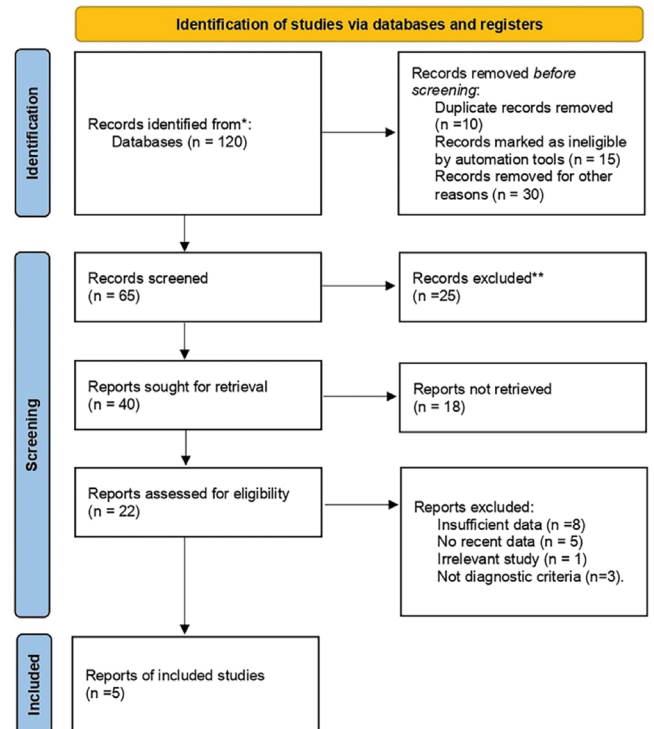 Identification of studies via databases and registers
Identification
Records identified from*:
Databases (n = 120)
Records removed before
screening:
Duplicate records removed
(n =10)
Records marked as ineligible
by automation tools (n = 15)
Records removed for other
reasons (n = 30)
Screening
Records screened
(n = 65)
Records excluded**
(n =25)
Reports sought for retrieval
(n = 40)
Reports not retrieved
(n = 18)
Reports assessed for eligibility
(n = 22)
Reports excluded:
Insufficient data (n =8)
No recent data (n = 5)
Irrelevant study (n = 1)
Not diagnostic criteria (n=3).
Included
Reports of included studies
(n =5)